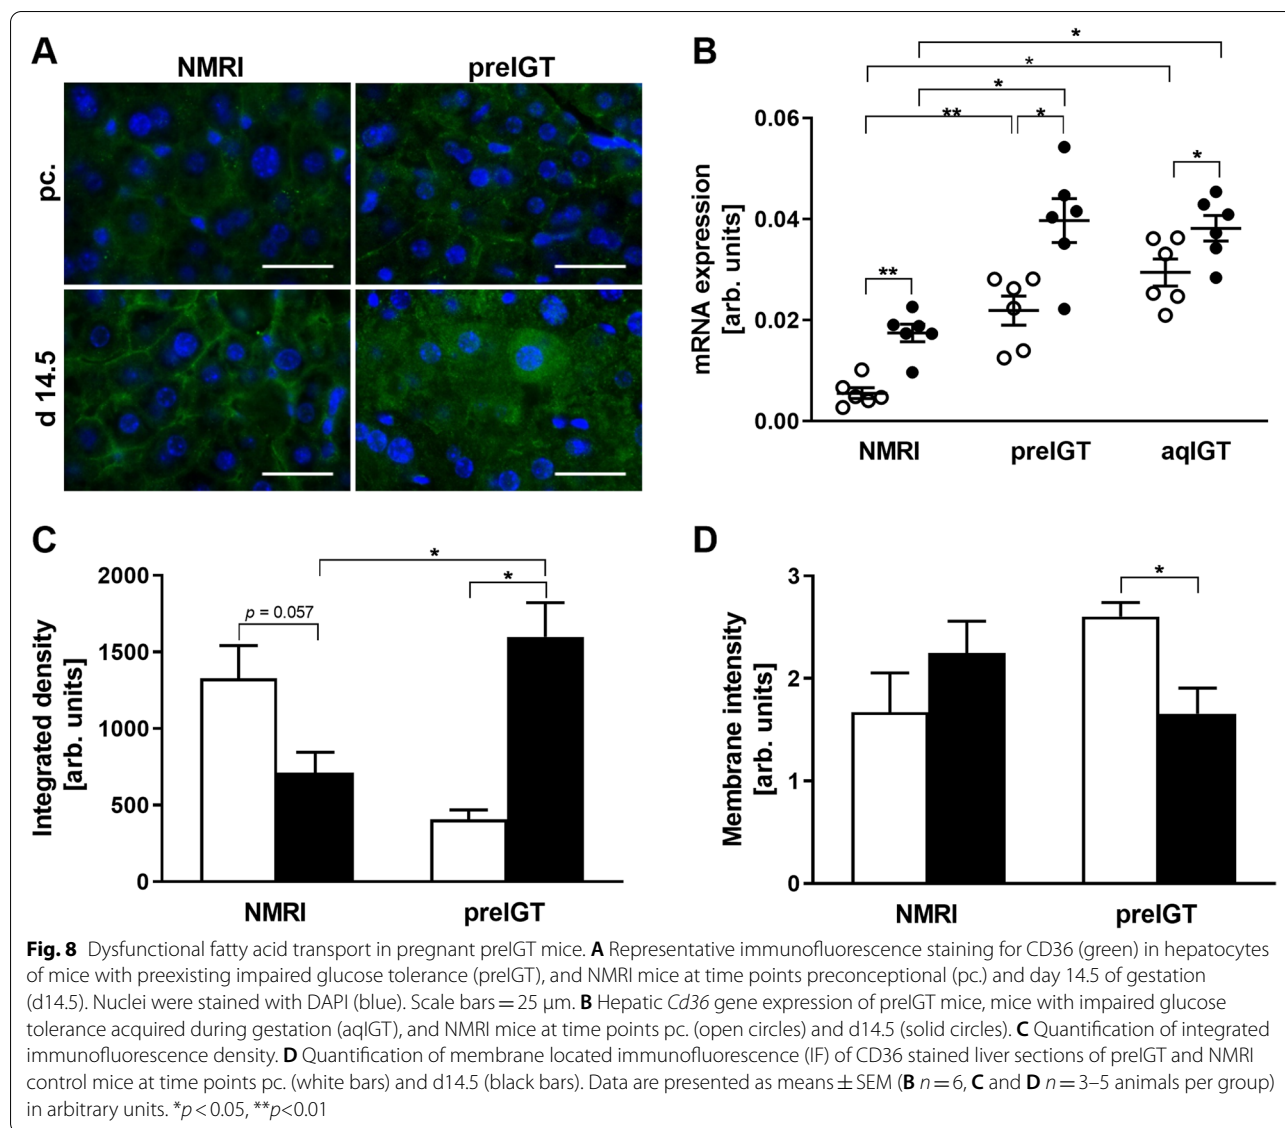 A
NMRI
preIGT
pc.
d 14.5
B
*
*
*
** *
*
**
0.06
0.04
0.02
0.00
mRNA expression
[arb. units]
NMRI
preIGT
aqIGT
C
*
*
p = 0.057
2000
1500
1000
500
0
Integrated density
[arb. units]
NMRI
preIGT
D
*
3
2
1
0
Membrane intensity
[arb. units]
NMRI
preIGT
Fig. 8 Dysfunctional fatty acid transport in pregnant preIGT mice. A Representative immunofluorescence staining for CD36 (green) in hepatocytes
of mice with preexisting impaired glucose tolerance (preIGT), and NMRI mice at time points preconceptional (pc.) and day 14.5 of gestation
(d14.5). Nuclei were stained with DAPI (blue). Scale bars = 25 μm. B Hepatic Cd36 gene expression of preIGT mice, mice with impaired glucose
tolerance acquired during gestation (aqIGT), and NMRI mice at time points pc. (open circles) and d14.5 (solid circles). C Quantification of integrated
immunofluorescence density. D Quantification of membrane located immunofluorescence (IF) of CD36 stained liver sections of preIGT and NMRI
control mice at time points pc. (white bars) and d14.5 (black bars). Data are presented as means ± SEM (B n = 6, C and D n = 3–5 animals per group)
in arbitrary units. *p < 0.05, **p<0.01